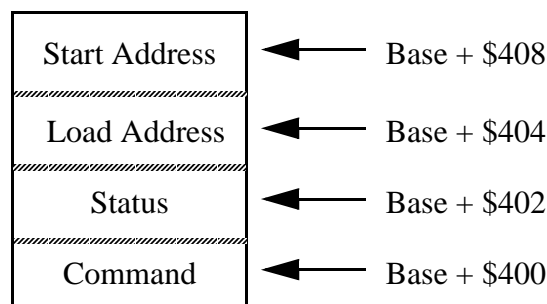 Start Address Base + $408
Load Address Base + $404
Status Base + $402
Command Base + $400